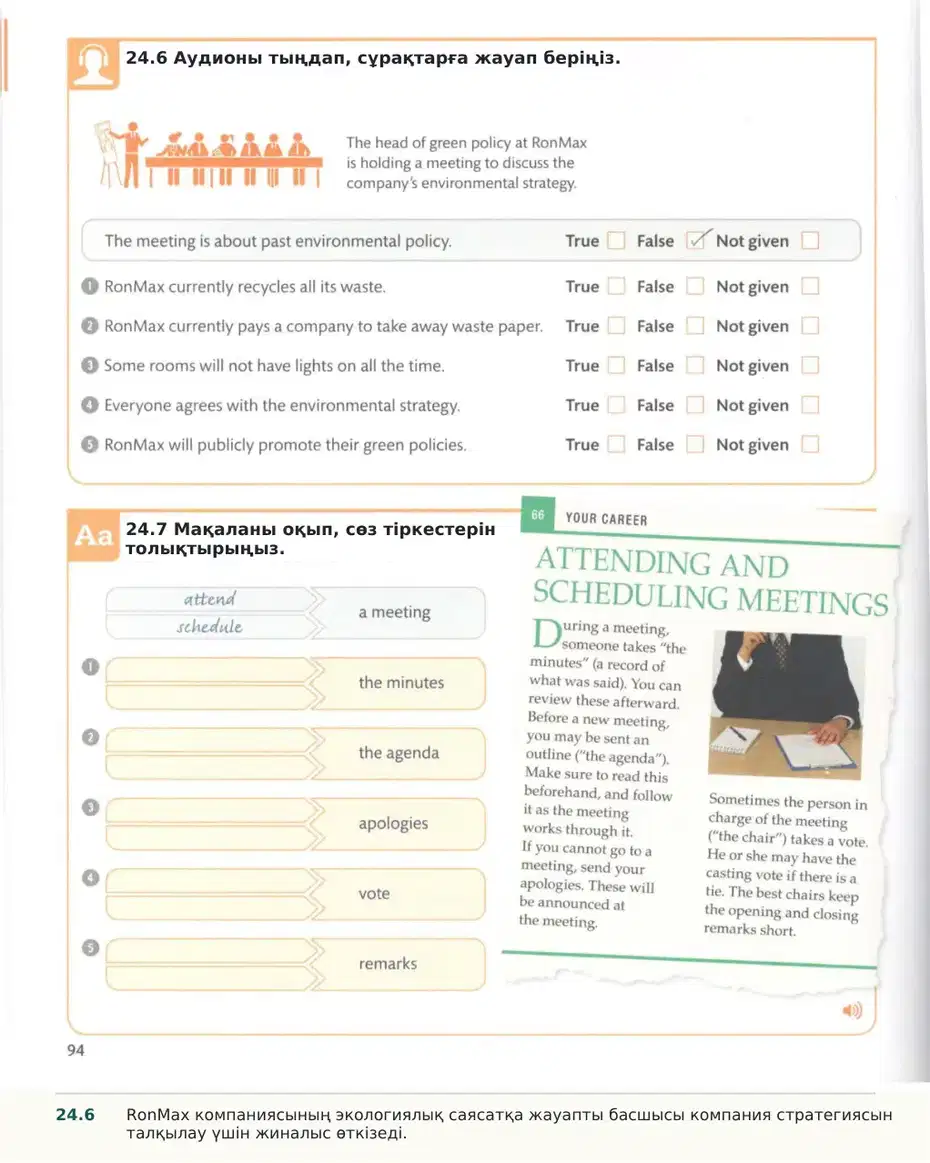 24.6 Аудионы тыңдап, сұрақтарға жауап беріңіз.
The head of green policy at RonMax
is holding a meeting to discuss the
company's environmental strategy.
The meeting is about past environmental policy. True False Not given
1 RonMax currently recycles all its waste. True False Not given
2 RonMax currently pays a company to take away waste paper. True False Not given
3 Some rooms will not have lights on all the time. True False Not given
4 Everyone agrees with the environmental strategy. True False Not given
5 RonMax will publicly promote their green policies. True False Not given
Aa
24.7 Мақаланы оқып, сөз тіркестерін
толықтырыңыз.
attend
schedule
a meeting
1 the minutes
2 the agenda
3 apologies
4 vote
5 remarks
66 YOUR CAREER
ATTENDING AND
SCHEDULING MEETINGS
During a meeting,
someone takes "the
minutes" (a record of
what was said). You can
review these afterward.
Before a new meeting,
you may be sent an
outline ("the agenda").
Make sure to read this
beforehand, and follow
it as the meeting
works through it.
If you cannot go to a
meeting, send your
apologies. These will
be announced at
the meeting.
Sometimes the person in
charge of the meeting
("the chair") takes a vote.
He or she may have the
casting vote if there is a
tie. The best chairs keep
the opening and closing
remarks short.
94
24.6 RonMax компаниясының экологиялық саясатқа жауапты басшысы компания стратегиясын
талқылау үшін жиналыс өткізеді.